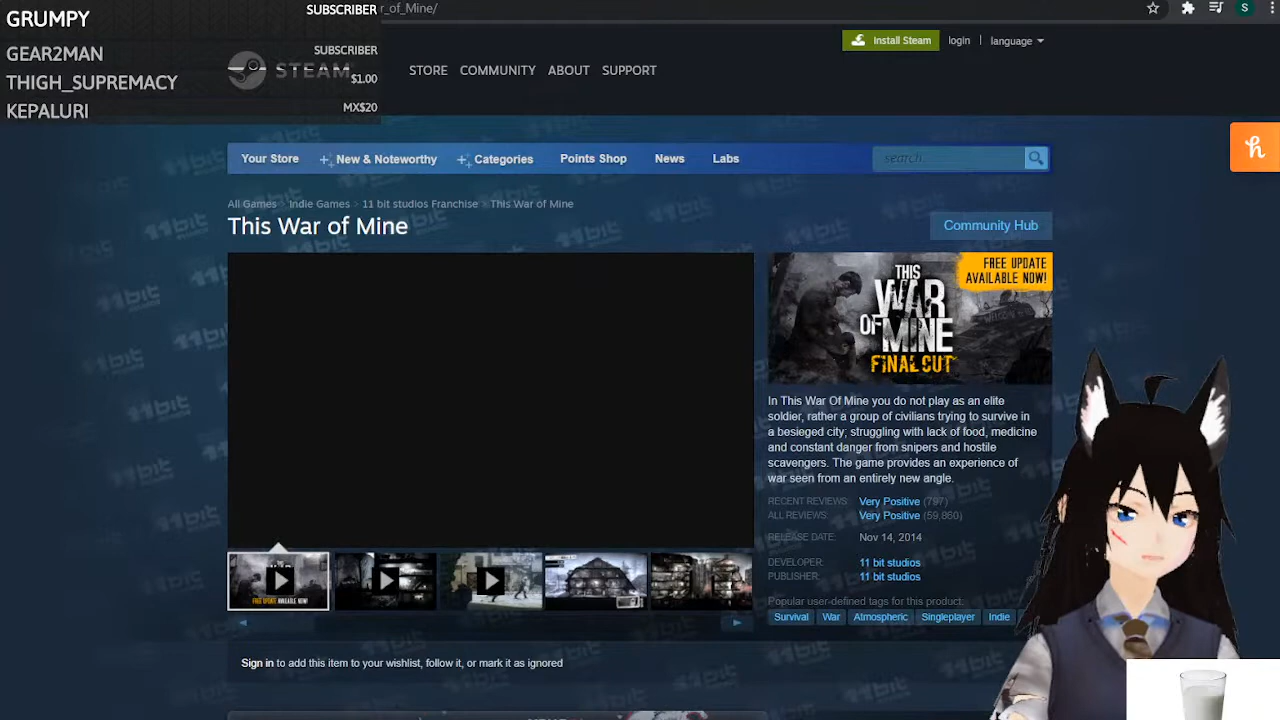 GRUMPY SUBSCRIBER
GEAR2MAN SUBSCRIBER
THIGH_SUPREMACY $1.00
KEPALURI MX$20
r_of_Mine/
S
Install Steam login | language
STEAM
STORE COMMUNITY ABOUT SUPPORT
Your Store New & Noteworthy Categories Points Shop News Labs search
h
All Games > Indie Games > 11 bit studios Franchise > This War of Mine
This War of Mine
Community Hub
FREE UPDATE
AVAILABLE NOW!
THIS
WAR
OF MINE
FINAL CUT
In This War Of Mine you do not play as an elite
soldier, rather a group of civilians trying to survive in
a besieged city; struggling with lack of food, medicine
and constant danger from snipers and hostile
scavengers. The game provides an experience of
war seen from an entirely new angle.
RECENT REVIEWS: Very Positive (797)
ALL REVIEWS: Very Positive (59,860)
RELEASE DATE: Nov 14, 2014
DEVELOPER: 11 bit studios
PUBLISHER: 11 bit studios
Popular user-defined tags for this product:
Survival War Atmospheric Singleplayer Indie
FREE UPDATE AVAILABLE NOW!
Sign in to add this item to your wishlist, follow it, or mark it as ignored